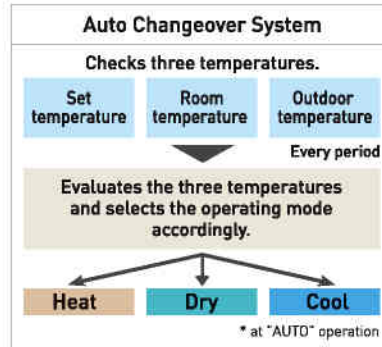 Auto Changeover System
Checks three temperatures.
Set temperature
Room temperature
Outdoor temperature
Every period
Evaluates the three temperatures
and selects the operating mode
accordingly.
Heat
Dry
Cool
* at "AUTO" operation